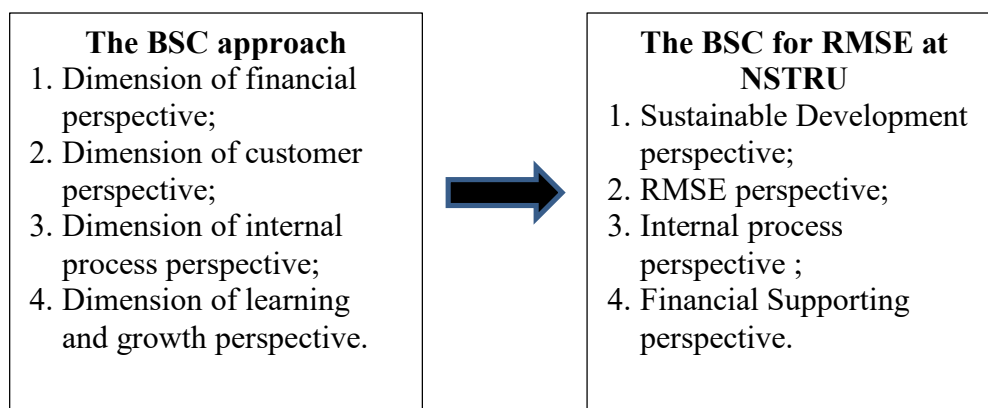 The BSC approach
1. Dimension of financial
perspective;
2. Dimension of customer
perspective;
3. Dimension of internal
process perspective;
4. Dimension of learning
and growth perspective.
The BSC for RMSE at
NSTRU
1. Sustainable Development
perspective;
2. RMSE perspective;
3. Internal process
perspective ;
4. Financial Supporting
perspective.